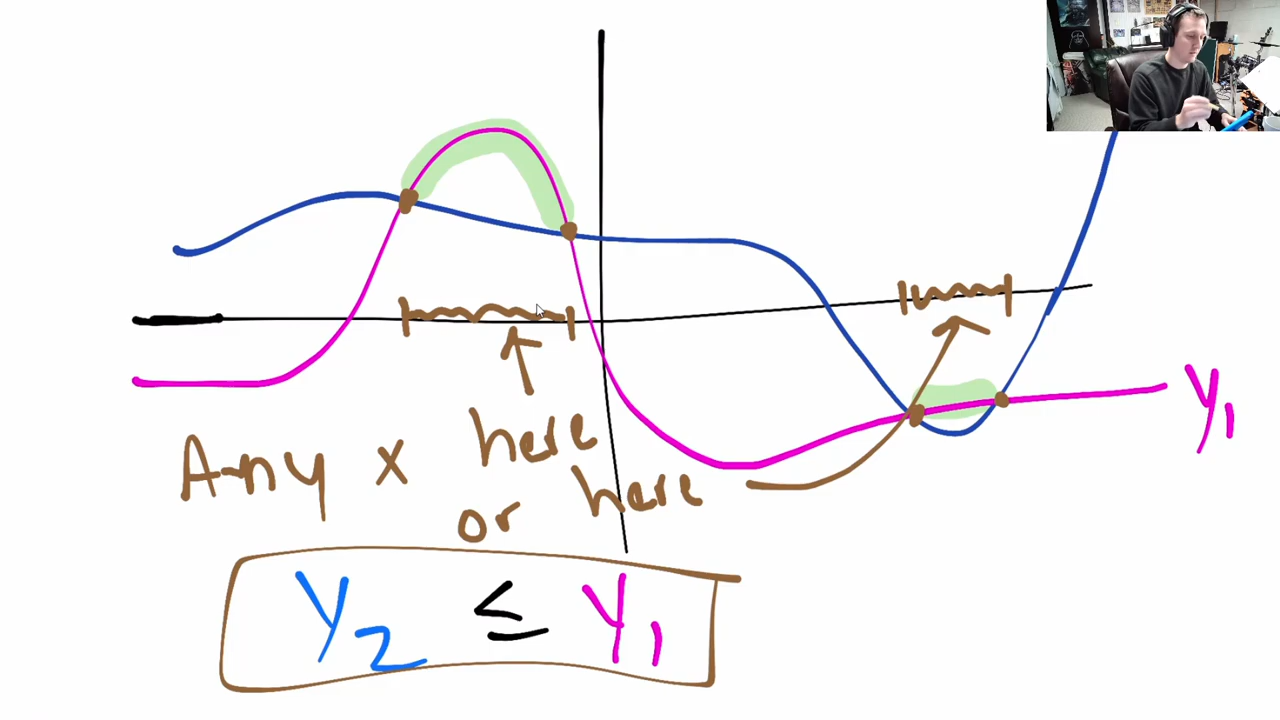 y₁
Any x here
or here
y₂ ≤ y₁